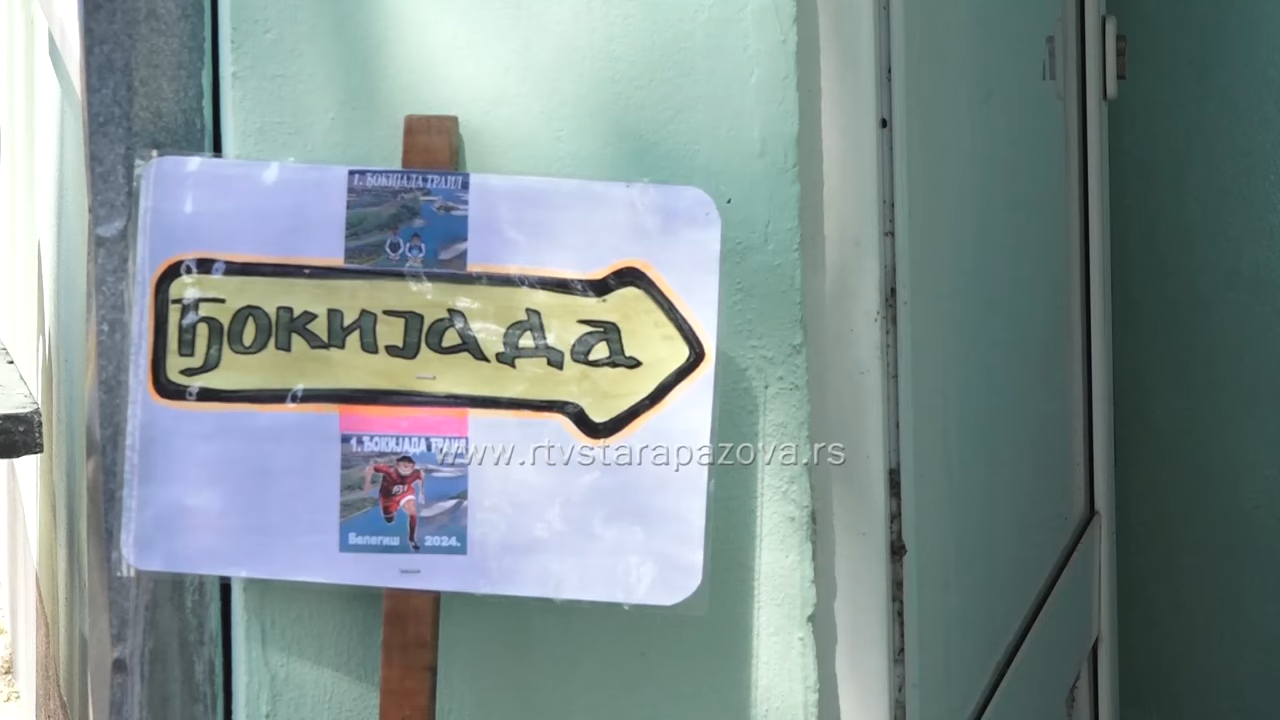 1. ЂОКИЈАДА ТРАИЛ
Ђокијада
1. ЂОКИЈАДА ТРАИЛ
www.rtvstarapazova.rs
Белегиш 2024.